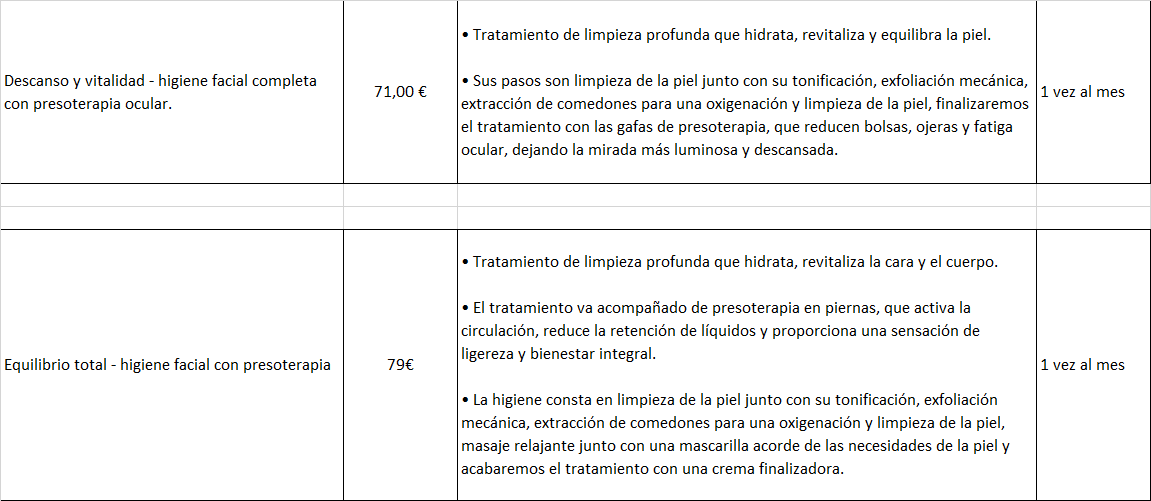 • Tratamiento de limpieza profunda que hidrata, revitaliza y equilibra la piel.
Descanso y vitalidad - higiene facial completa
con presoterapia ocular.
71,00 €
• Sus pasos son limpieza de la piel junto con su tonificación, exfoliación mecánica,
extracción de comedones para una oxigenación y limpieza de la piel, finalizaremos
el tratamiento con las gafas de presoterapia, que reducen bolsas, ojeras y fatiga
ocular, dejando la mirada más luminosa y descansada.
1 vez al mes
• Tratamiento de limpieza profunda que hidrata, revitaliza la cara y el cuerpo.
• El tratamiento va acompañado de presoterapia en piernas, que activa la
circulación, reduce la retención de líquidos y proporciona una sensación de
ligereza y bienestar integral.
Equilibrio total - higiene facial con presoterapia
79€
1 vez al mes
• La higiene consta en limpieza de la piel junto con su tonificación, exfoliación
mecánica, extracción de comedones para una oxigenación y limpieza de la piel,
masaje relajante junto con una mascarilla acorde de las necesidades de la piel y
acabaremos el tratamiento con una crema finalizadora.